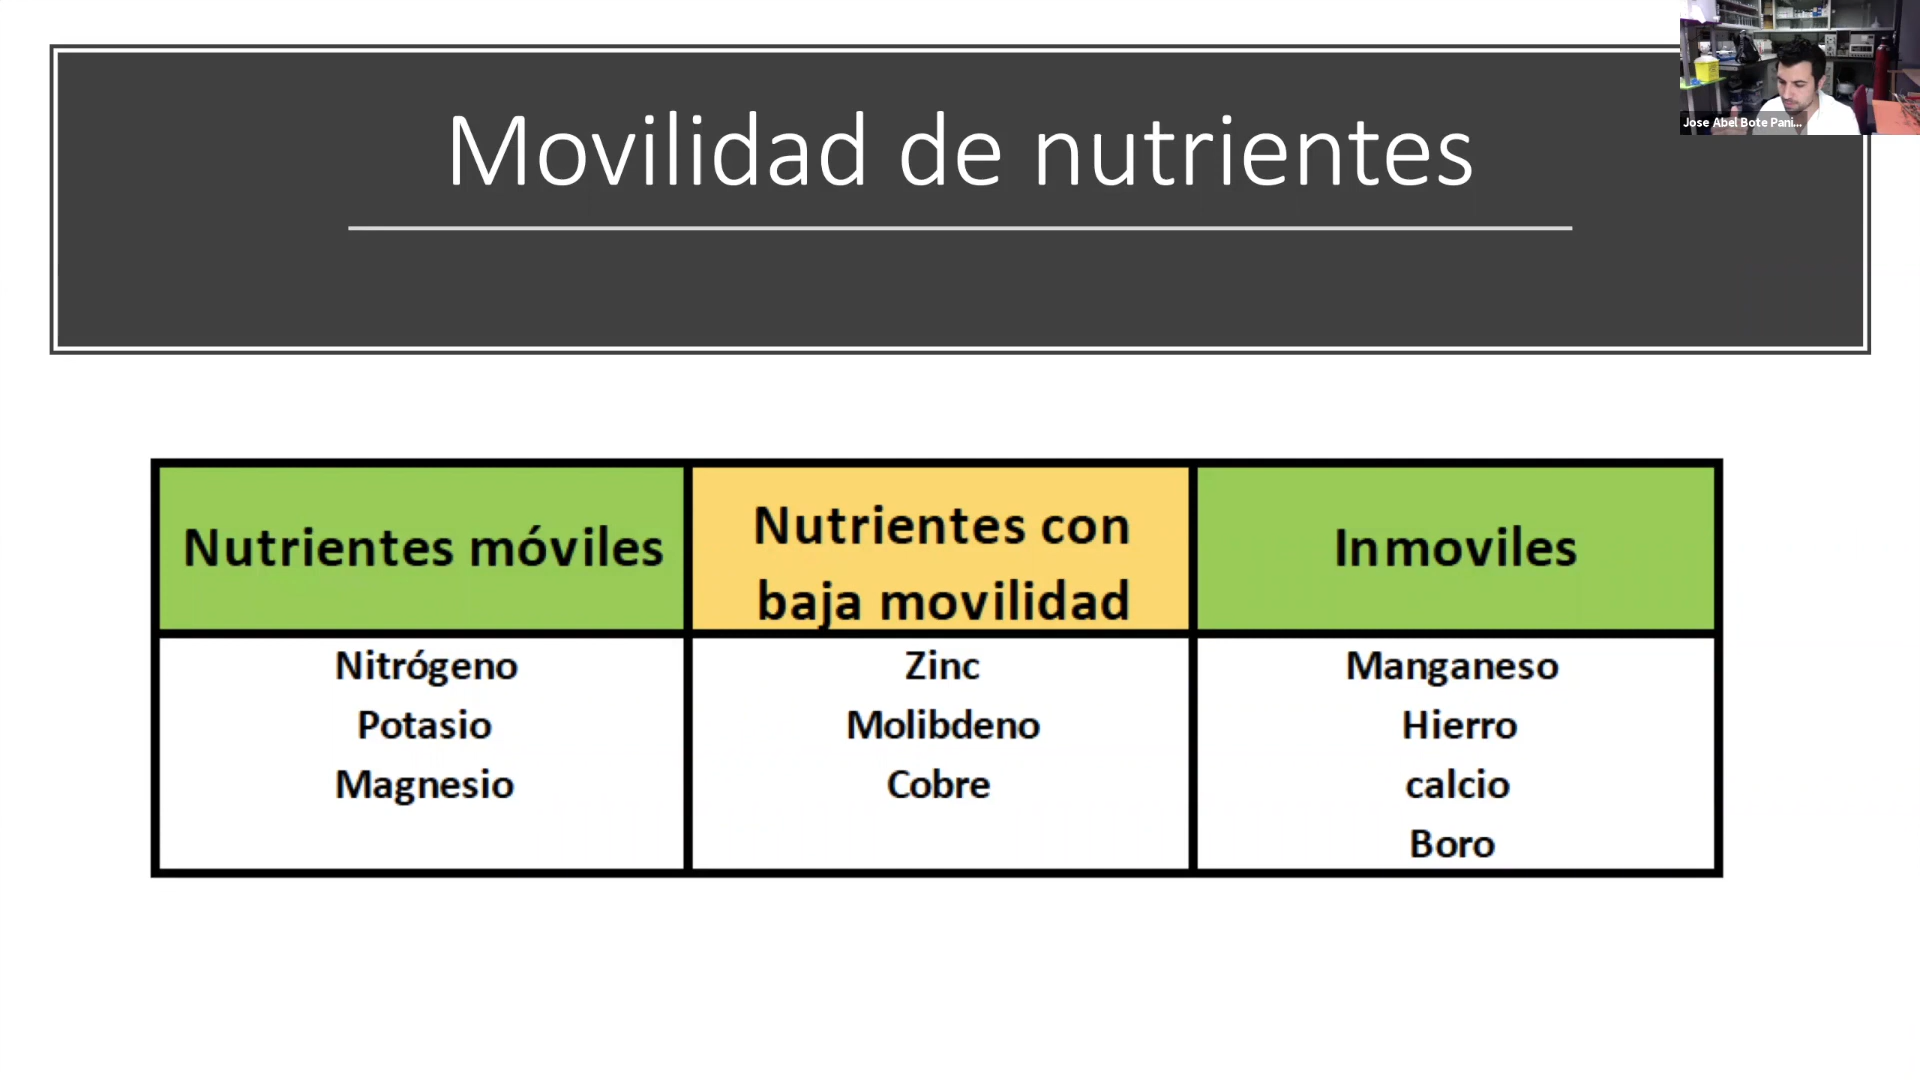 Movilidad de nutrientes
Jose Abel Bote Pani...
Nutrientes móviles
Nutrientes con
baja movilidad
Inmoviles
Nitrógeno
Potasio
Magnesio
Zinc
Molibdeno
Cobre
Manganeso
Hierro
calcio
Boro